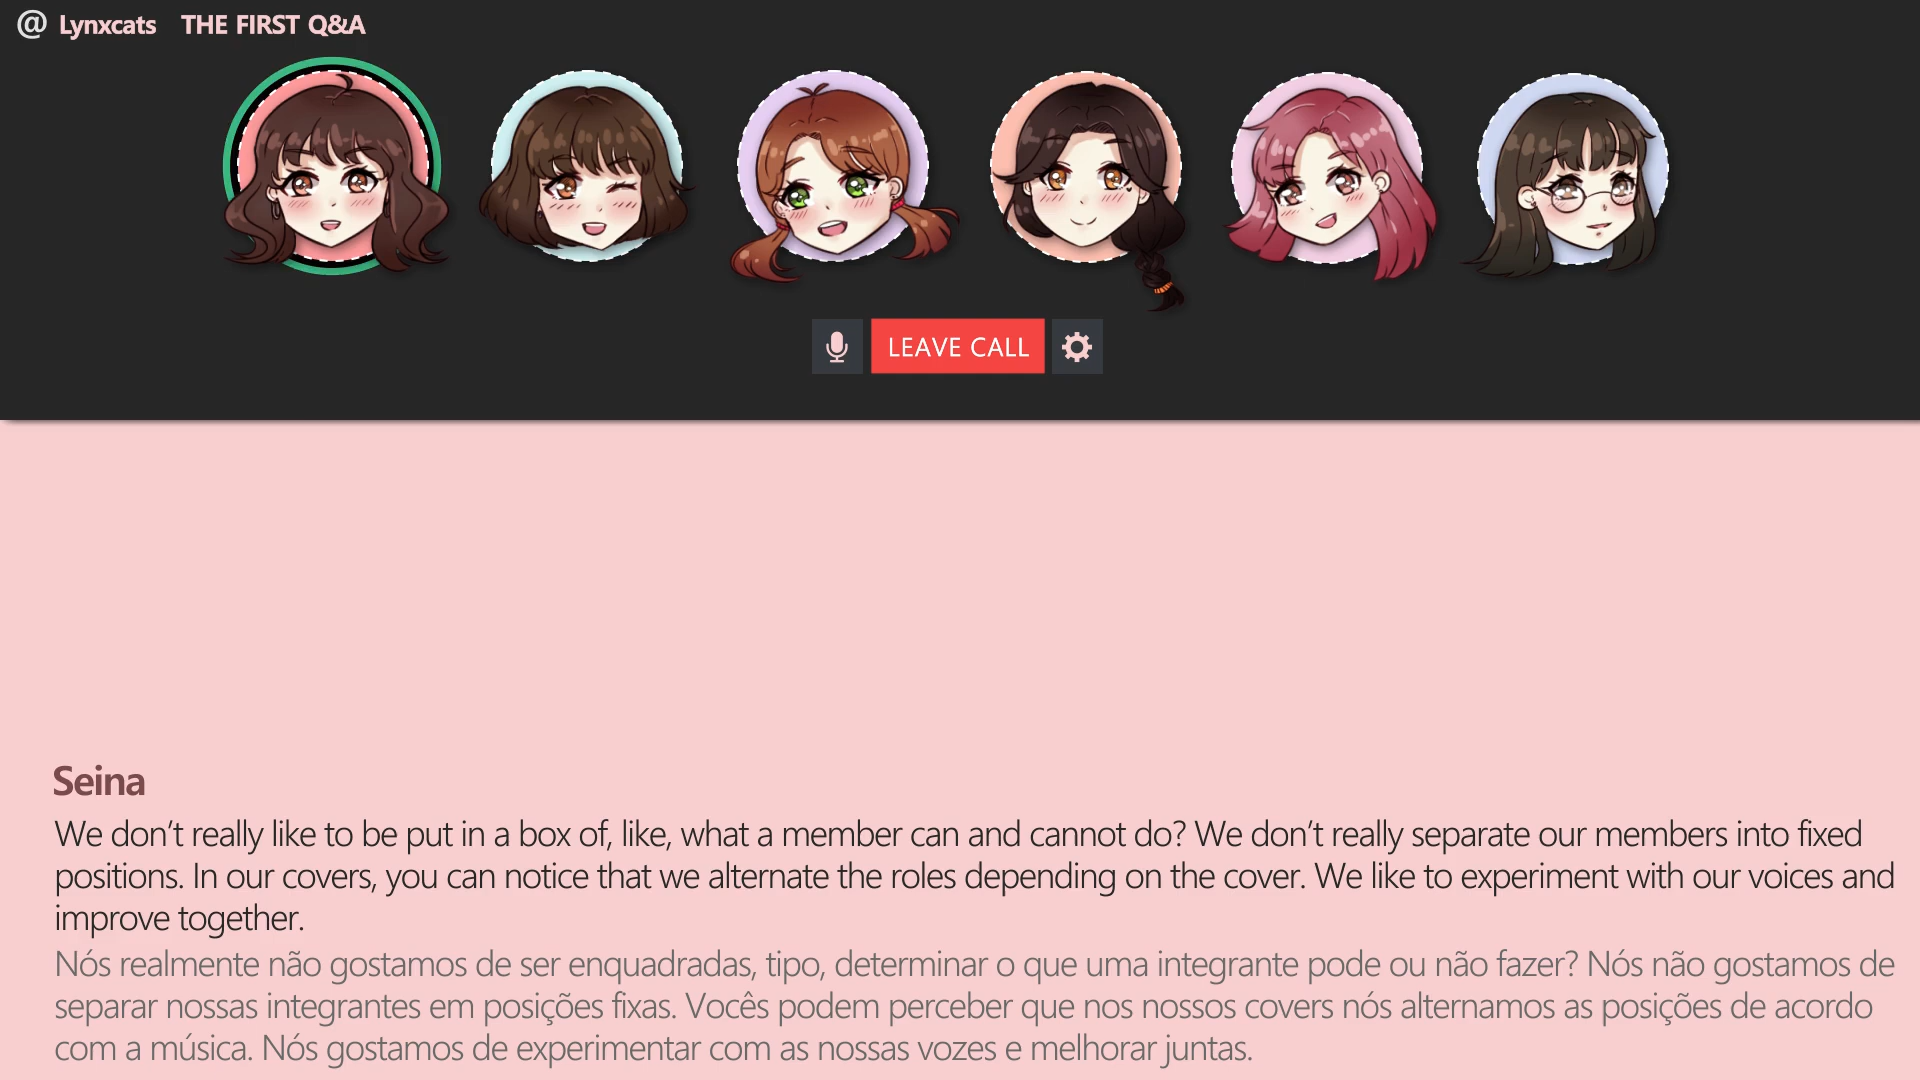 @ Lynxcats THE FIRST Q&A
LEAVE CALL
Seina
We don’t really like to be put in a box of, like, what a member can and cannot do? We don’t really separate our members into fixed
positions. In our covers, you can notice that we alternate the roles depending on the cover. We like to experiment with our voices and
improve together.
Nós realmente não gostamos de ser enquadradas, tipo, determinar o que uma integrante pode ou não fazer? Nós não gostamos de
separar nossas integrantes em posições fixas. Vocês podem perceber que nos nossos covers nós alternamos as posições de acordo
com a música. Nós gostamos de experimentar com as nossas vozes e melhorar juntas.